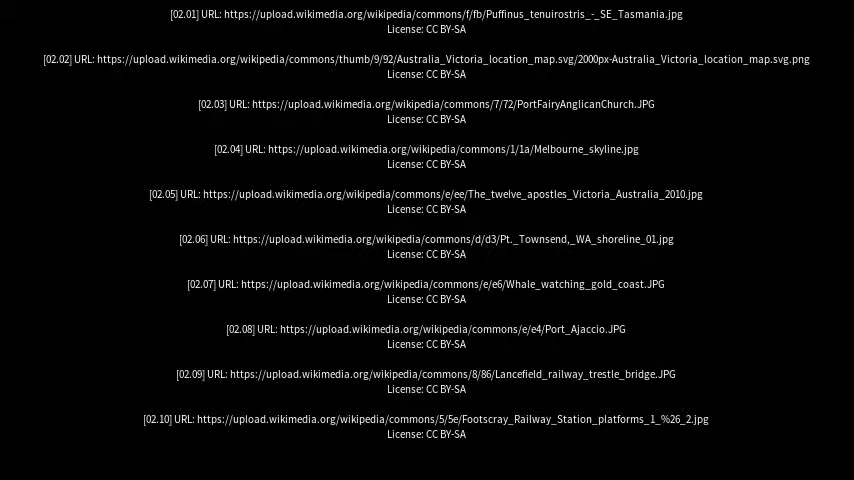 [02.01] URL: https://upload.wikimedia.org/wikipedia/commons/f/fb/Puffinus_tenuirostris_-_SE_Tasmania.jpg
License: CC BY-SA
[02.02] URL: https://upload.wikimedia.org/wikipedia/commons/thumb/9/92/Australia_Victoria_location_map.svg/2000px-Australia_Victoria_location_map.svg.png
License: CC BY-SA
[02.03] URL: https://upload.wikimedia.org/wikipedia/commons/7/72/PortFairyAnglicanChurch.JPG
License: CC BY-SA
[02.04] URL: https://upload.wikimedia.org/wikipedia/commons/1/1a/Melbourne_skyline.jpg
License: CC BY-SA
[02.05] URL: https://upload.wikimedia.org/wikipedia/commons/e/ee/The_twelve_apostles_Victoria_Australia_2010.jpg
License: CC BY-SA
[02.06] URL: https://upload.wikimedia.org/wikipedia/commons/d/d3/Pt._Townsend,_WA_shoreline_01.jpg
License: CC BY-SA
[02.07] URL: https://upload.wikimedia.org/wikipedia/commons/e/e6/Whale_watching_gold_coast.JPG
License: CC BY-SA
[02.08] URL: https://upload.wikimedia.org/wikipedia/commons/e/e4/Port_Ajaccio.JPG
License: CC BY-SA
[02.09] URL: https://upload.wikimedia.org/wikipedia/commons/8/86/Lancefield_railway_trestle_bridge.JPG
License: CC BY-SA
[02.10] URL: https://upload.wikimedia.org/wikipedia/commons/5/5e/Footscray_Railway_Station_platforms_1_%26_2.jpg
License: CC BY-SA